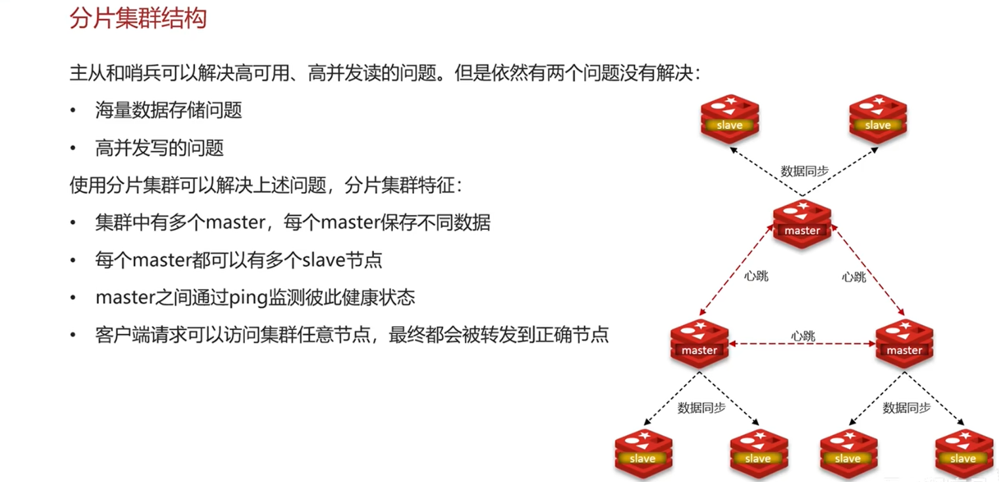 分片集群结构
主从和哨兵可以解决高可用、高并发读的问题。但是依然有两个问题没有解决：
• 海量数据存储问题
• 高并发写的问题
使用分片集群可以解决上述问题，分片集群特征：
• 集群中有多个master，每个master保存不同数据
• 每个master都可以有多个slave节点
• master之间通过ping监测彼此健康状态
• 客户端请求可以访问集群任意节点，最终都会被转发到正确节点
slave
slave
数据同步
master
心跳
心跳
心跳
master
master
数据同步
数据同步
slave
slave
slave
slave